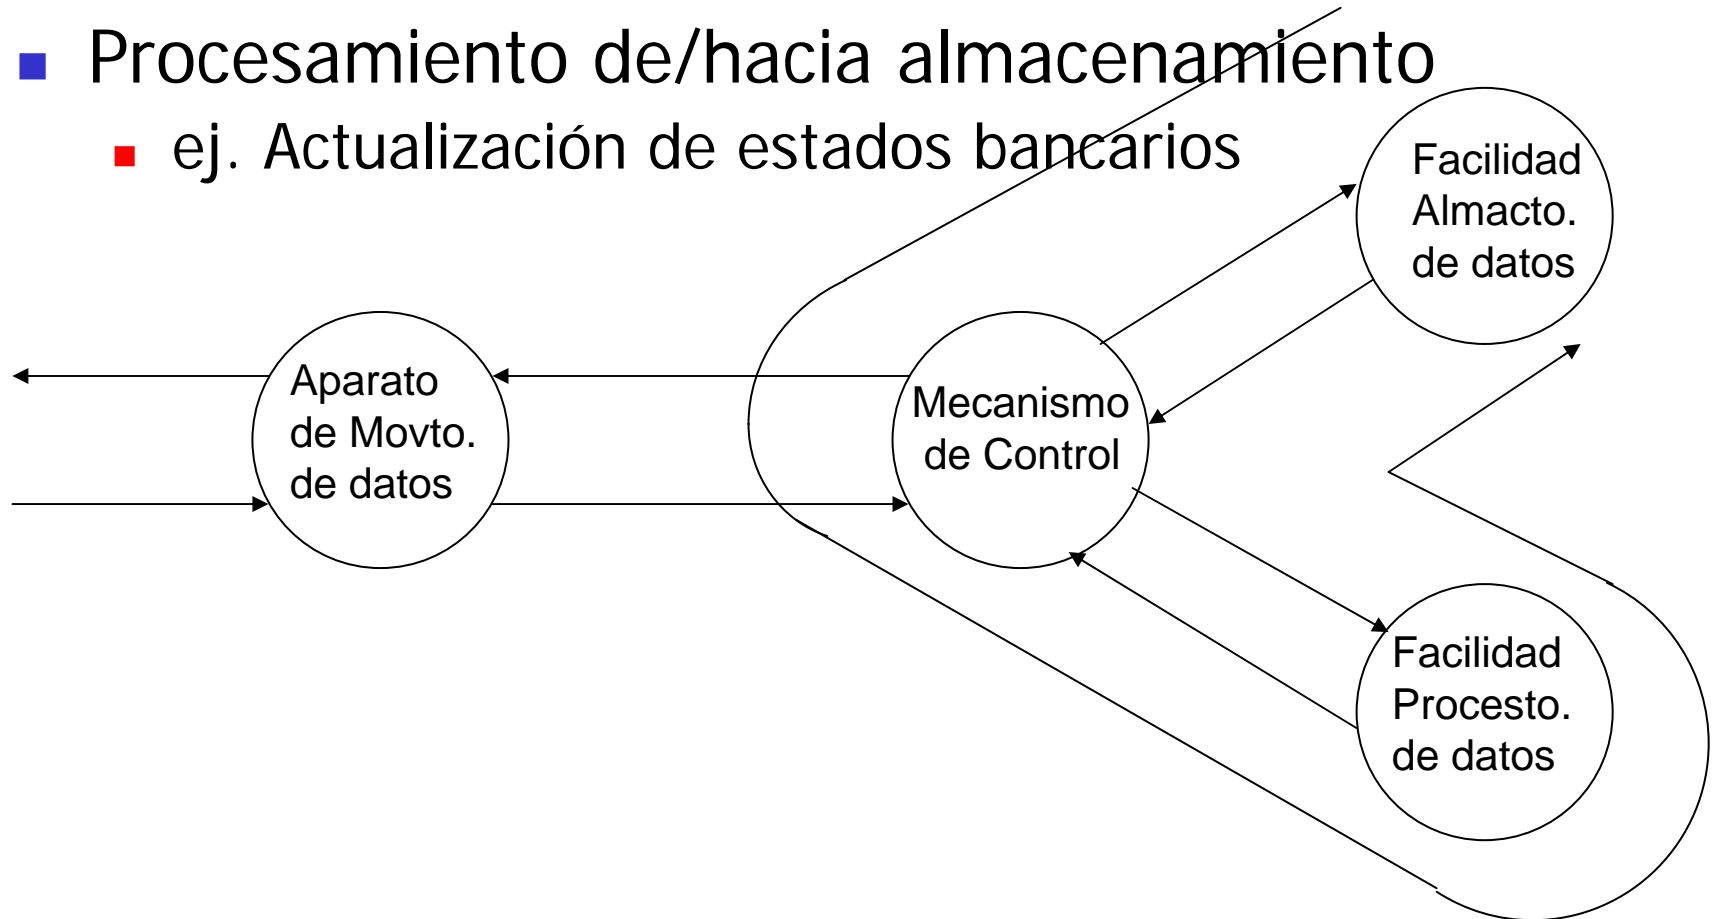 Procesamiento de/hacia almacenamiento
ej. Actualización de estados bancarios
Facilidad
Almacto.
de datos
Aparato
de Movto.
de datos
Mecanismo
de Control
Facilidad
Procesto.
de datos